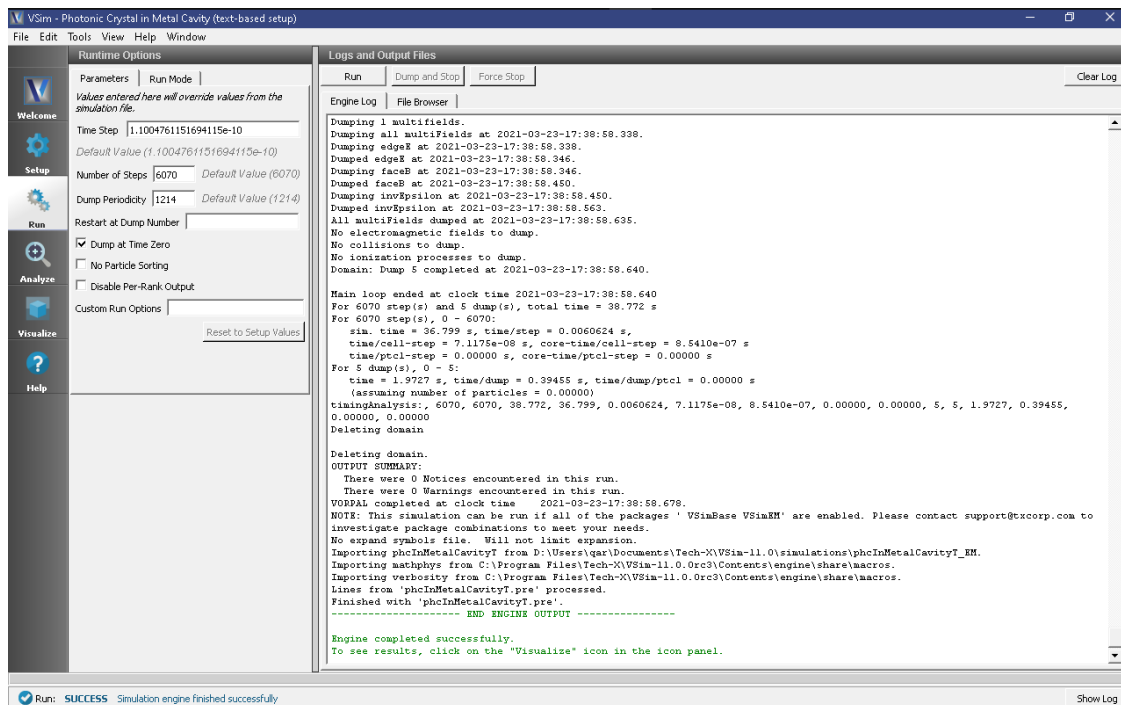 VSim - Photonic Crystal in Metal Cavity (text-based setup)
File Edit Tools View Help Window
Welcome
Setup
Run
Analyze
Visualize
Help
Runtime Options
Parameters Run Mode
Values entered here will override values from the
simulation file.
Time Step 1.1004761151694115e-10
Default Value (1.1004761151694115e-10)
Number of Steps 6070 Default Value (6070)
Dump Periodicity 1214 Default Value (1214)
Restart at Dump Number
Dump at Time Zero
No Particle Sorting
Disable Per-Rank Output
Custom Run Options
Reset to Setup Values
Logs and Output Files
Run Dump and Stop Force Stop Clear Log
Engine Log File Browser
Dumping 1 multifields.
Dumping all multiFields at 2021-03-23-17:38:58.338.
Dumping edgeE at 2021-03-23-17:38:58.338.
Dumped edgeE at 2021-03-23-17:38:58.346.
Dumping faceB at 2021-03-23-17:38:58.346.
Dumped faceB at 2021-03-23-17:38:58.450.
Dumping invEpsilon at 2021-03-23-17:38:58.450.
Dumped invEpsilon at 2021-03-23-17:38:58.563.
All multiFields dumped at 2021-03-23-17:38:58.635.
No electromagnetic fields to dump.
No collisions to dump.
No ionization processes to dump.
Domain: Dump 5 completed at 2021-03-23-17:38:58.640.
Main loop ended at clock time 2021-03-23-17:38:58.640
For 6070 step(s) and 5 dump(s), total time = 38.772 s
For 6070 step(s), 0 - 6070:
sim. time = 36.799 s, time/step = 0.0060624 s,
time/cell-step = 7.1175e-08 s, core-time/cell-step = 8.5410e-07 s
time/ptcl-step = 0.00000 s, core-time/ptcl-step = 0.00000 s
For 5 dump(s), 0 - 5:
time = 1.9727 s, time/dump = 0.39455 s, time/dump/ptcl = 0.00000 s
(assuming number of particles = 0.00000)
timingAnalysis:, 6070, 6070, 38.772, 36.799, 0.0060624, 7.1175e-08, 8.5410e-07, 0.00000, 0.00000, 5, 5, 1.9727, 0.39455,
0.00000, 0.00000
Deleting domain
Deleting domain.
OUTPUT SUMMARY:
There were 0 Notices encountered in this run.
There were 0 Warnings encountered in this run.
VORPAL completed at clock time 2021-03-23-17:38:58.678.
NOTE: This simulation can be run if all of the packages ' VSimBase VSimEM' are enabled. Please contact support@txcorp.com to
investigate package combinations to meet your needs.
No expand symbols file. Will not limit expansion.
Importing phcInMetalCavityT from D:\Users\qar\Documents\Tech-X\VSim-11.0\simulations\phcInMetalCavityT_EM.
Importing mathphys from C:\Program Files\Tech-X\VSim-11.0.0rc3\Contents\engine\share\macros.
Importing verbosity from C:\Program Files\Tech-X\VSim-11.0.0rc3\Contents\engine\share\macros.
Lines from 'phcInMetalCavityT.pre' processed.
Finished with 'phcInMetalCavityT.pre'.
--------------------- END ENGINE OUTPUT ----------------
Engine completed successfully.
To see results, click on the "Visualize" icon in the icon panel.
Run: SUCCESS Simulation engine finished successfully Show Log